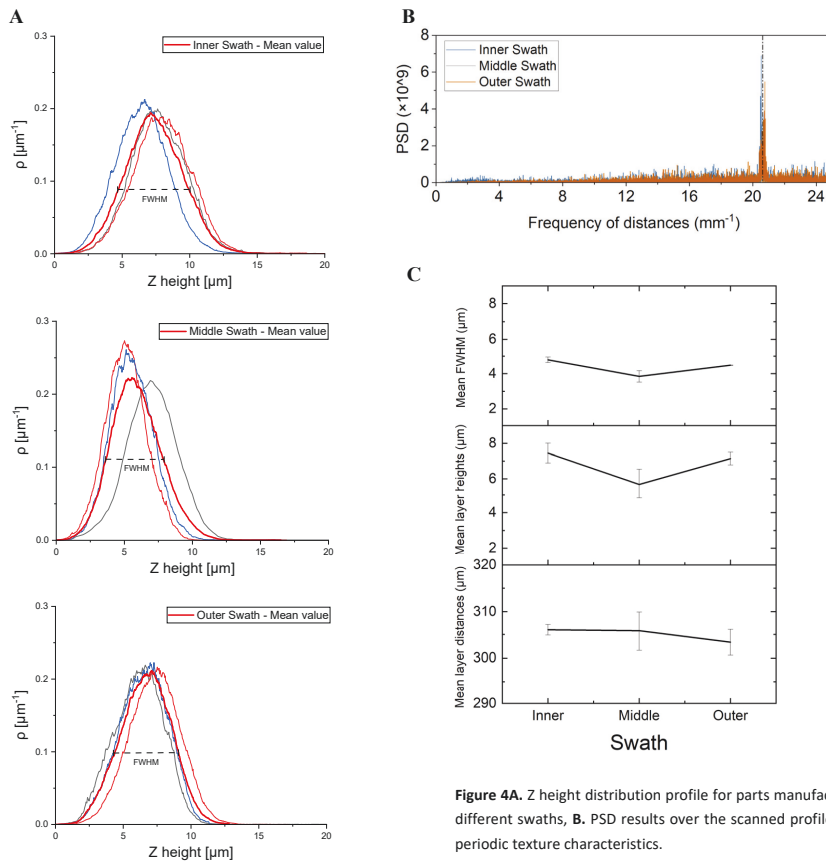 A
0.3
0.2
0.1
0.0
ρ [µm⁻¹]
Inner Swath - Mean value
FWHM
0
5
10
15
20
Z height [µm]
0.3
0.2
0.1
0.0
ρ [µm⁻¹]
Middle Swath - Mean value
FWHM
0
5
10
15
20
Z height [µm]
0.3
0.2
0.1
0.0
ρ [µm⁻¹]
Outer Swath - Mean value
FWHM
0
5
10
15
20
Z height [µm]
B
8
6
4
2
0
PSD (×10^9)
Inner Swath
Middle Swath
Outer Swath
0
4
8
12
16
20
24
Frequency of distances (mm⁻¹)
C
8
6
4
2
Mean FWHM (µm)
8
6
4
2
Mean layer heights (µm)
320
310
300
290
Mean layer distances (µm)
Inner
Middle
Outer
Swath
Figure 4A. Z height distribution profile for parts manufac
different swaths, B. PSD results over the scanned profile
periodic texture characteristics.